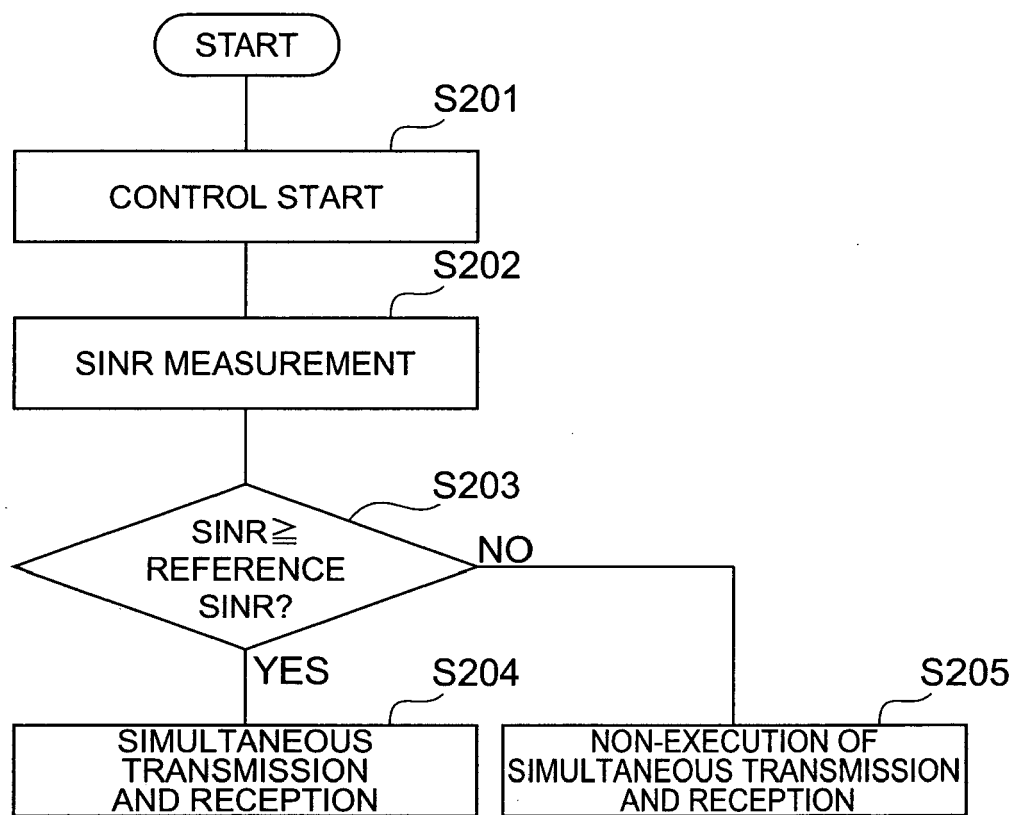 START
S201
CONTROL START
S202
SINR MEASUREMENT
S203
SINR≧
REFERENCE
SINR?
NO
YES
S204
SIMULTANEOUS
TRANSMISSION
AND RECEPTION
S205
NON-EXECUTION OF
SIMULTANEOUS TRANSMISSION
AND RECEPTION